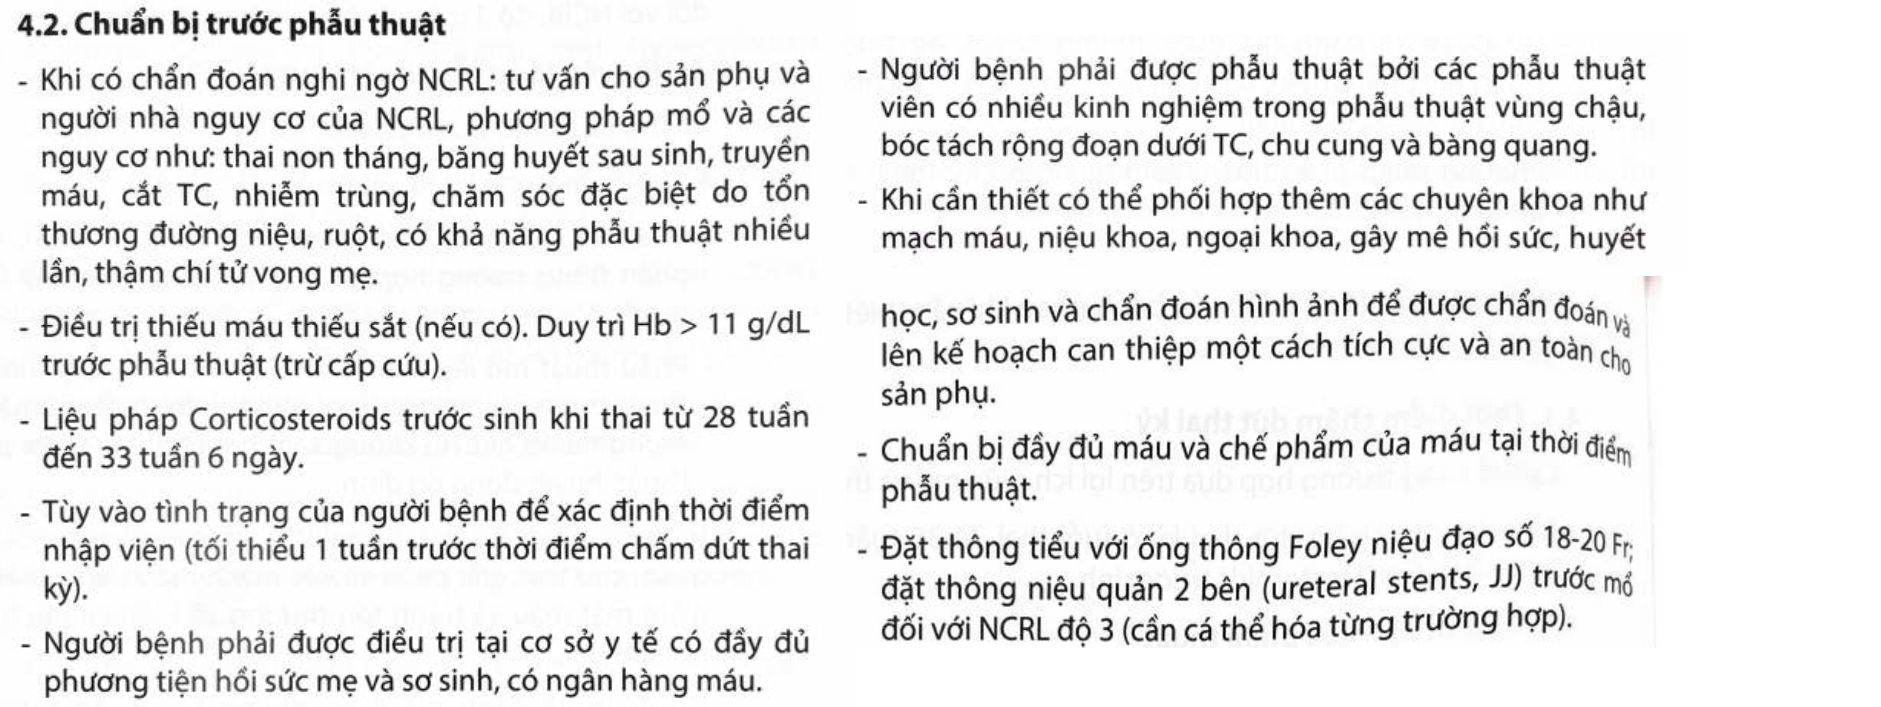 4.2. Chuẩn bị trước phẫu thuật
- Khi có chẩn đoán nghi ngờ NCRL: tư vấn cho sản phụ và
người nhà nguy cơ của NCRL, phương pháp mổ và các
nguy cơ như: thai non tháng, băng huyết sau sinh, truyền
máu, cắt TC, nhiễm trùng, chăm sóc đặc biệt do tổn
thương đường niệu, ruột, có khả năng phẫu thuật nhiều
lần, thậm chí tử vong mẹ.
- Điều trị thiếu máu thiếu sắt (nếu có). Duy trì Hb > 11 g/dL
trước phẫu thuật (trừ cấp cứu).
- Liệu pháp Corticosteroids trước sinh khi thai từ 28 tuần
đến 33 tuần 6 ngày.
- Tùy vào tình trạng của người bệnh để xác định thời điểm
nhập viện (tối thiểu 1 tuần trước thời điểm chấm dứt thai
kỳ).
- Người bệnh phải được điều trị tại cơ sở y tế có đầy đủ
phương tiện hồi sức mẹ và sơ sinh, có ngân hàng máu.
- Người bệnh phải được phẫu thuật bởi các phẫu thuật
viên có nhiều kinh nghiệm trong phẫu thuật vùng chậu,
bóc tách rộng đoạn dưới TC, chu cung và bàng quang.
- Khi cần thiết có thể phối hợp thêm các chuyên khoa như
mạch máu, niệu khoa, ngoại khoa, gây mê hồi sức, huyết
học, sơ sinh và chẩn đoán hình ảnh để được chẩn đoán và
lên kế hoạch can thiệp một cách tích cực và an toàn cho
sản phụ.
- Chuẩn bị đầy đủ máu và chế phẩm của máu tại thời điểm
phẫu thuật.
- Đặt thông tiểu với ống thông Foley niệu đạo số 18-20 Fr;
đặt thông niệu quản 2 bên (ureteral stents, JJ) trước mổ
đối với NCRL độ 3 (cần cá thể hóa từng trường hợp).